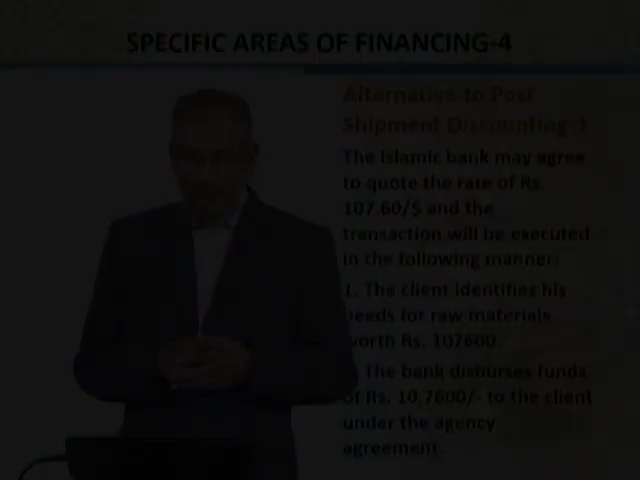 SPECIFIC AREAS OF FINANCING-4
Alternative to Post
Shipment Discounting-1
The Islamic bank may agree
to quote the rate of Rs.
107.60/$ and the
transaction will be executed
in the following manner:
1. The client identifies his
needs for raw materials
worth Rs. 107600.
The bank disburses funds
of Rs. 10,7600/- to the client
under the agency
agreement.